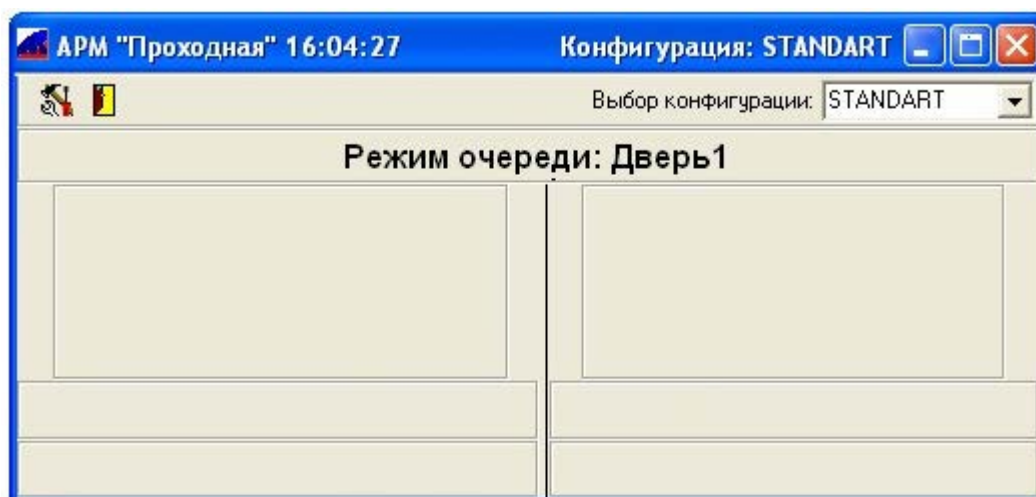 АРМ "Проходная" 16:04:27 Конфигурация: STANDART
Выбор конфигурации: STANDART
Режим очереди: Дверь1